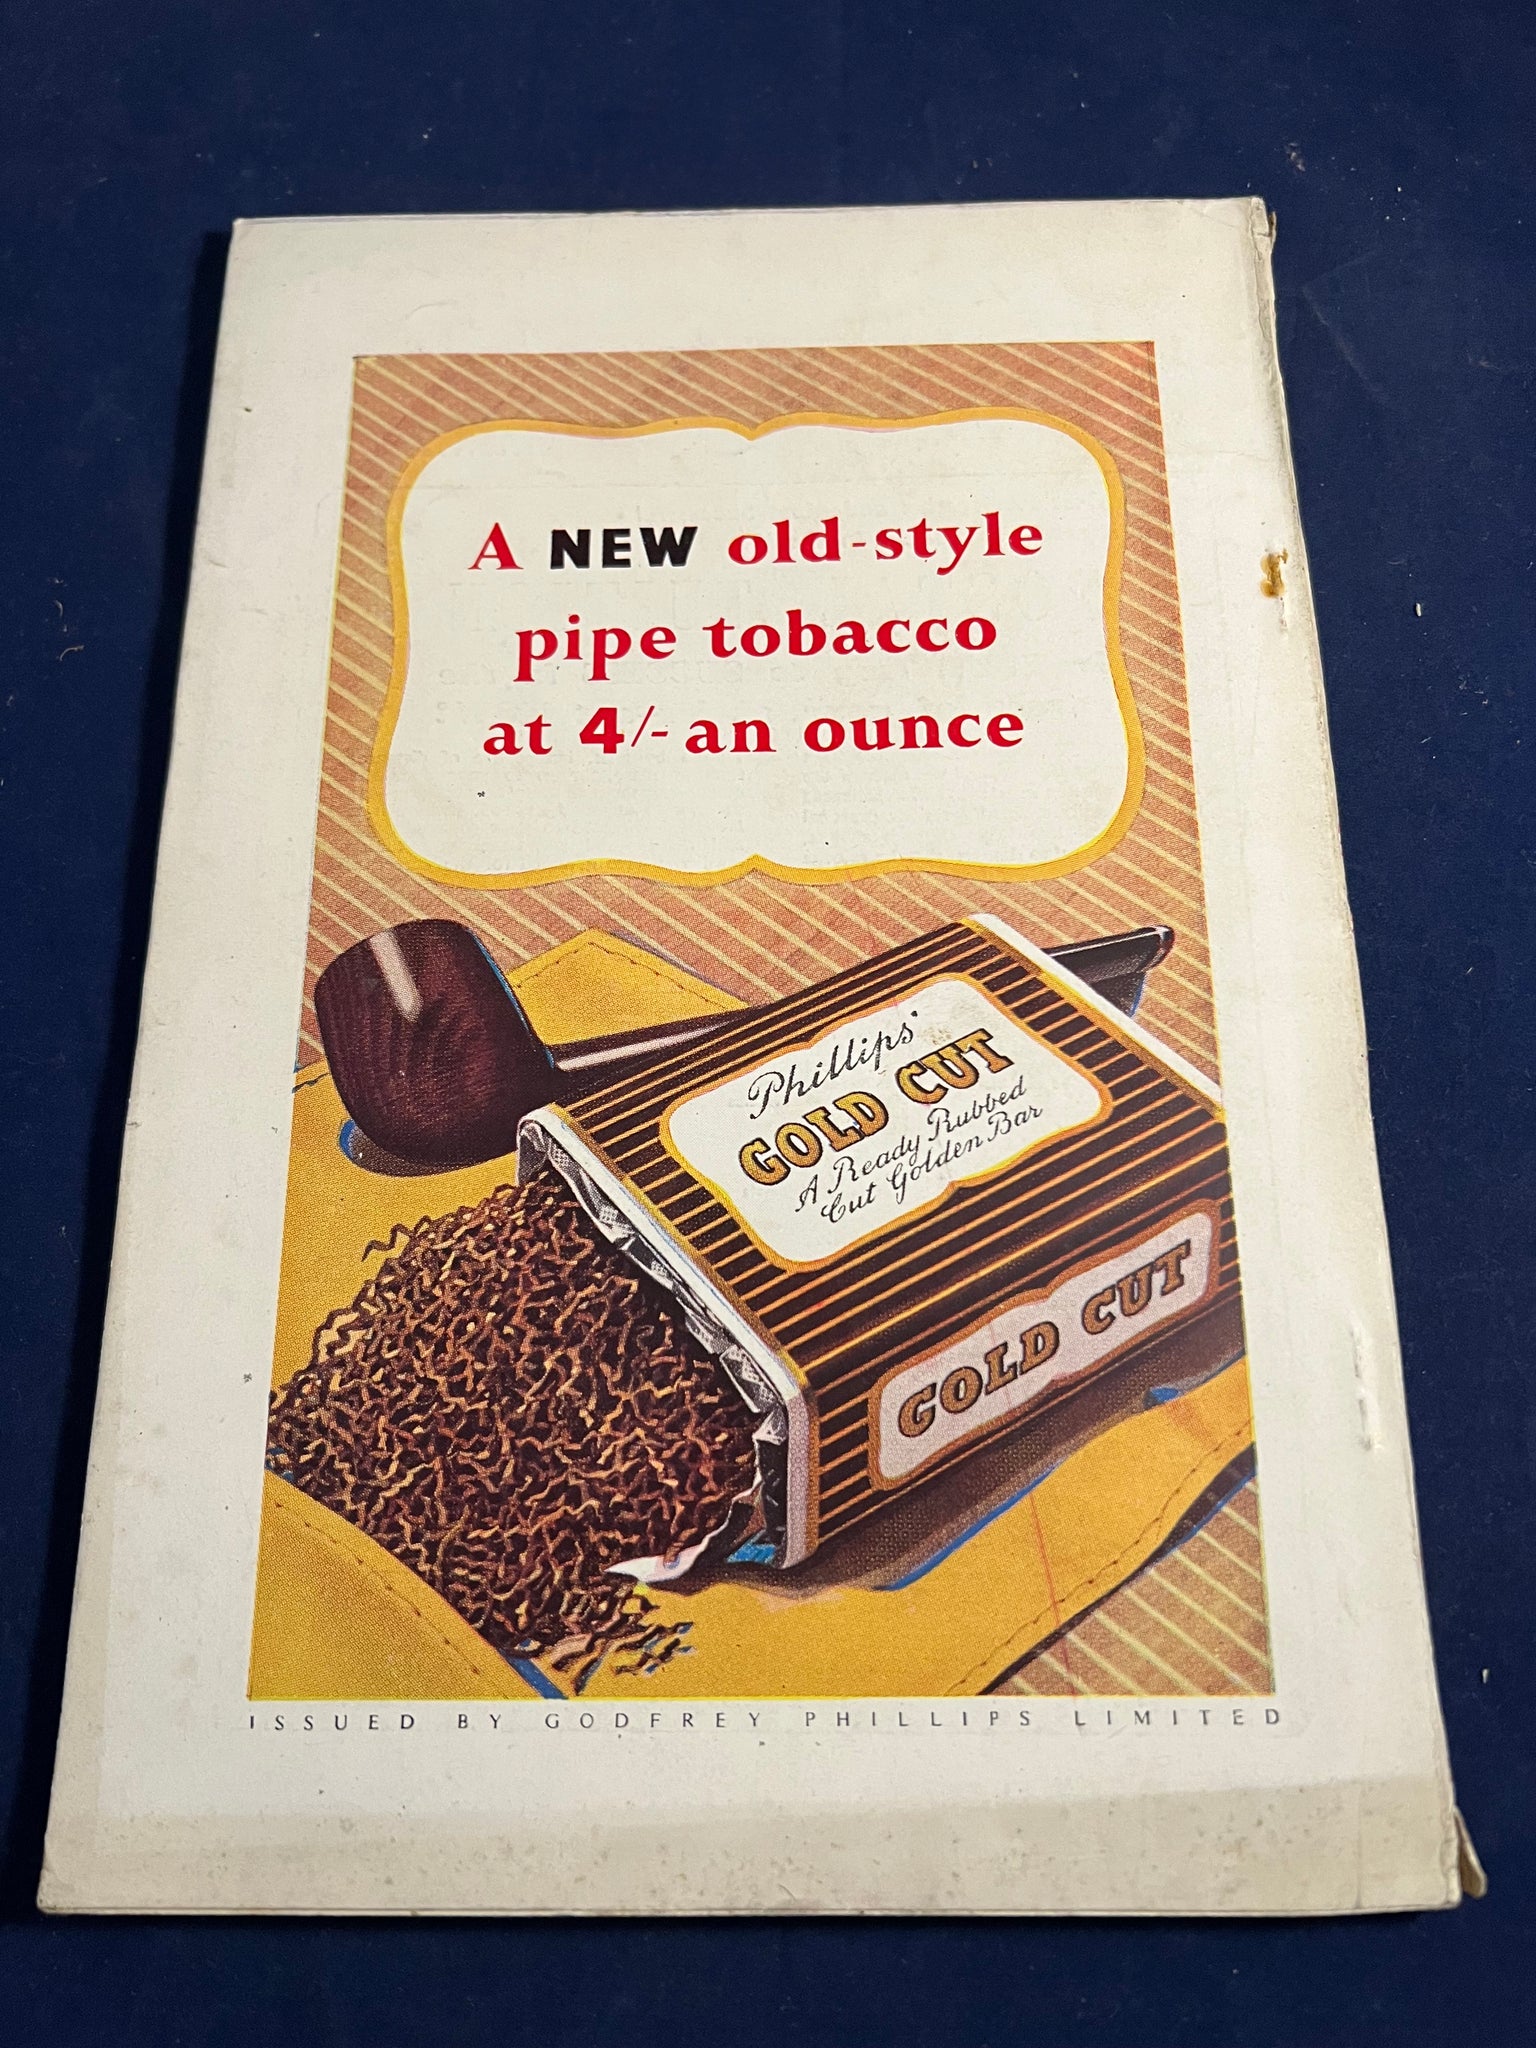 A NEW old-style
pipe tobacco
at 4/- an ounce
Phillips'
GOLD CUT
A Ready Rubbed
Cut Golden Bar
GOLD CUT
ISSUED BY GODFREY PHILLIPS LIMITED